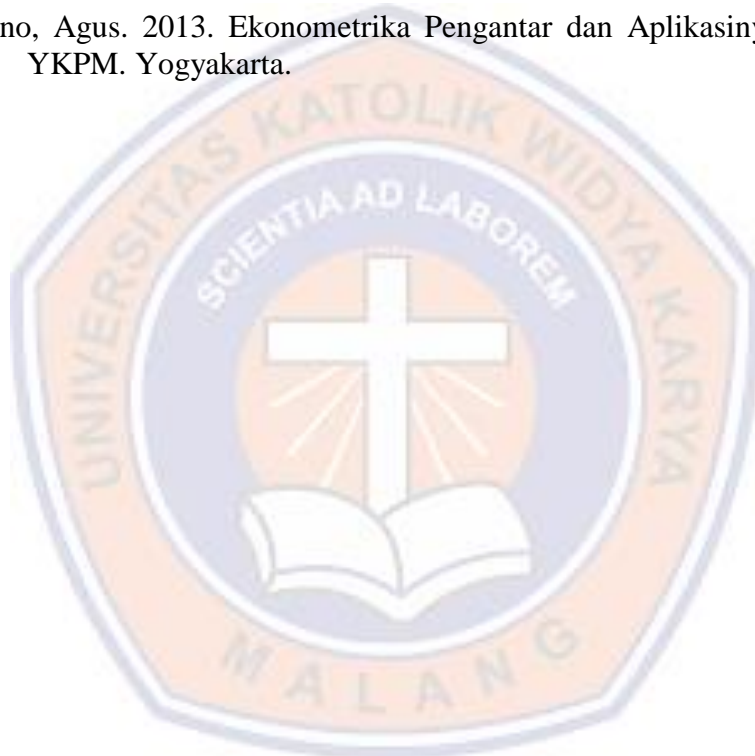 no, Agus. 2013. Ekonometrika Pengantar dan Aplikasiny
YKPM. Yogyakarta.
UNIVERSITAS KATOLIK WIDYA KARYA
SCIENTIA AD LABOREM
MALANG